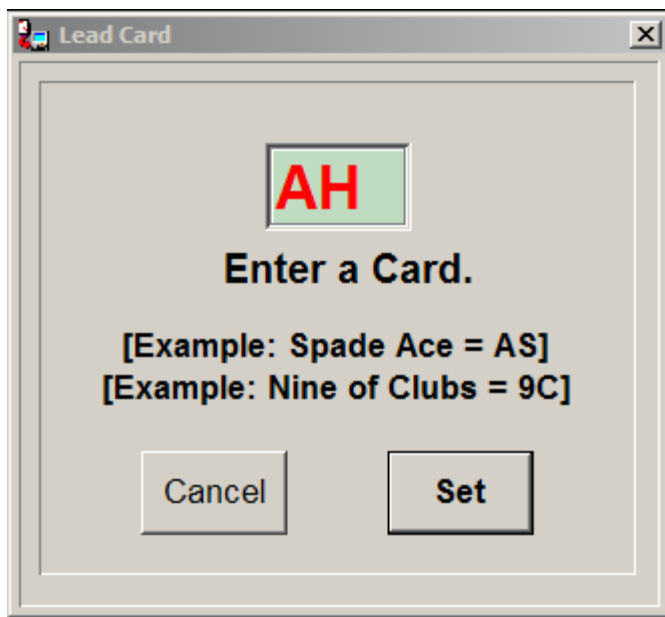 Lead Card
AH
Enter a Card.
[Example: Spade Ace = AS]
[Example: Nine of Clubs = 9C]
Cancel
Set